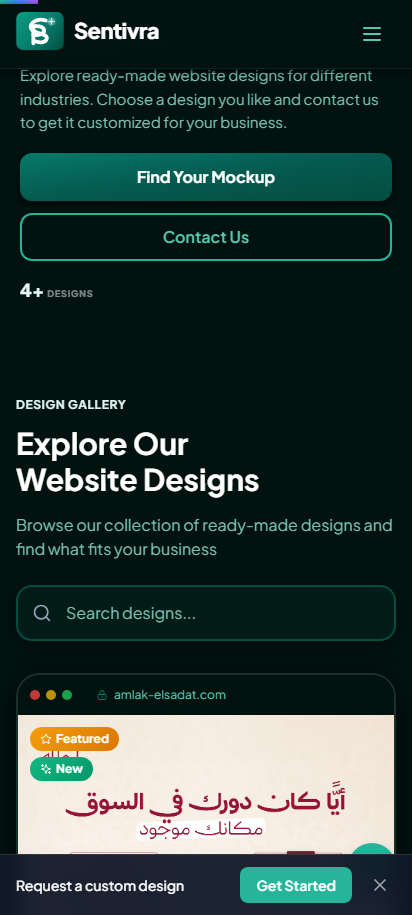 Sentivra
Explore ready-made website designs for different
industries. Choose a design you like and contact us
to get it customized for your business.
Find Your Mockup
Contact Us
4+ DESIGNS
DESIGN GALLERY
Explore Our
Website Designs
Browse our collection of ready-made designs and
find what fits your business
Search designs...
amlak-elsadat.com
Featured
New
أيًّا كان دورك في السوق
مكانك موجود
Request a custom design
Get Started